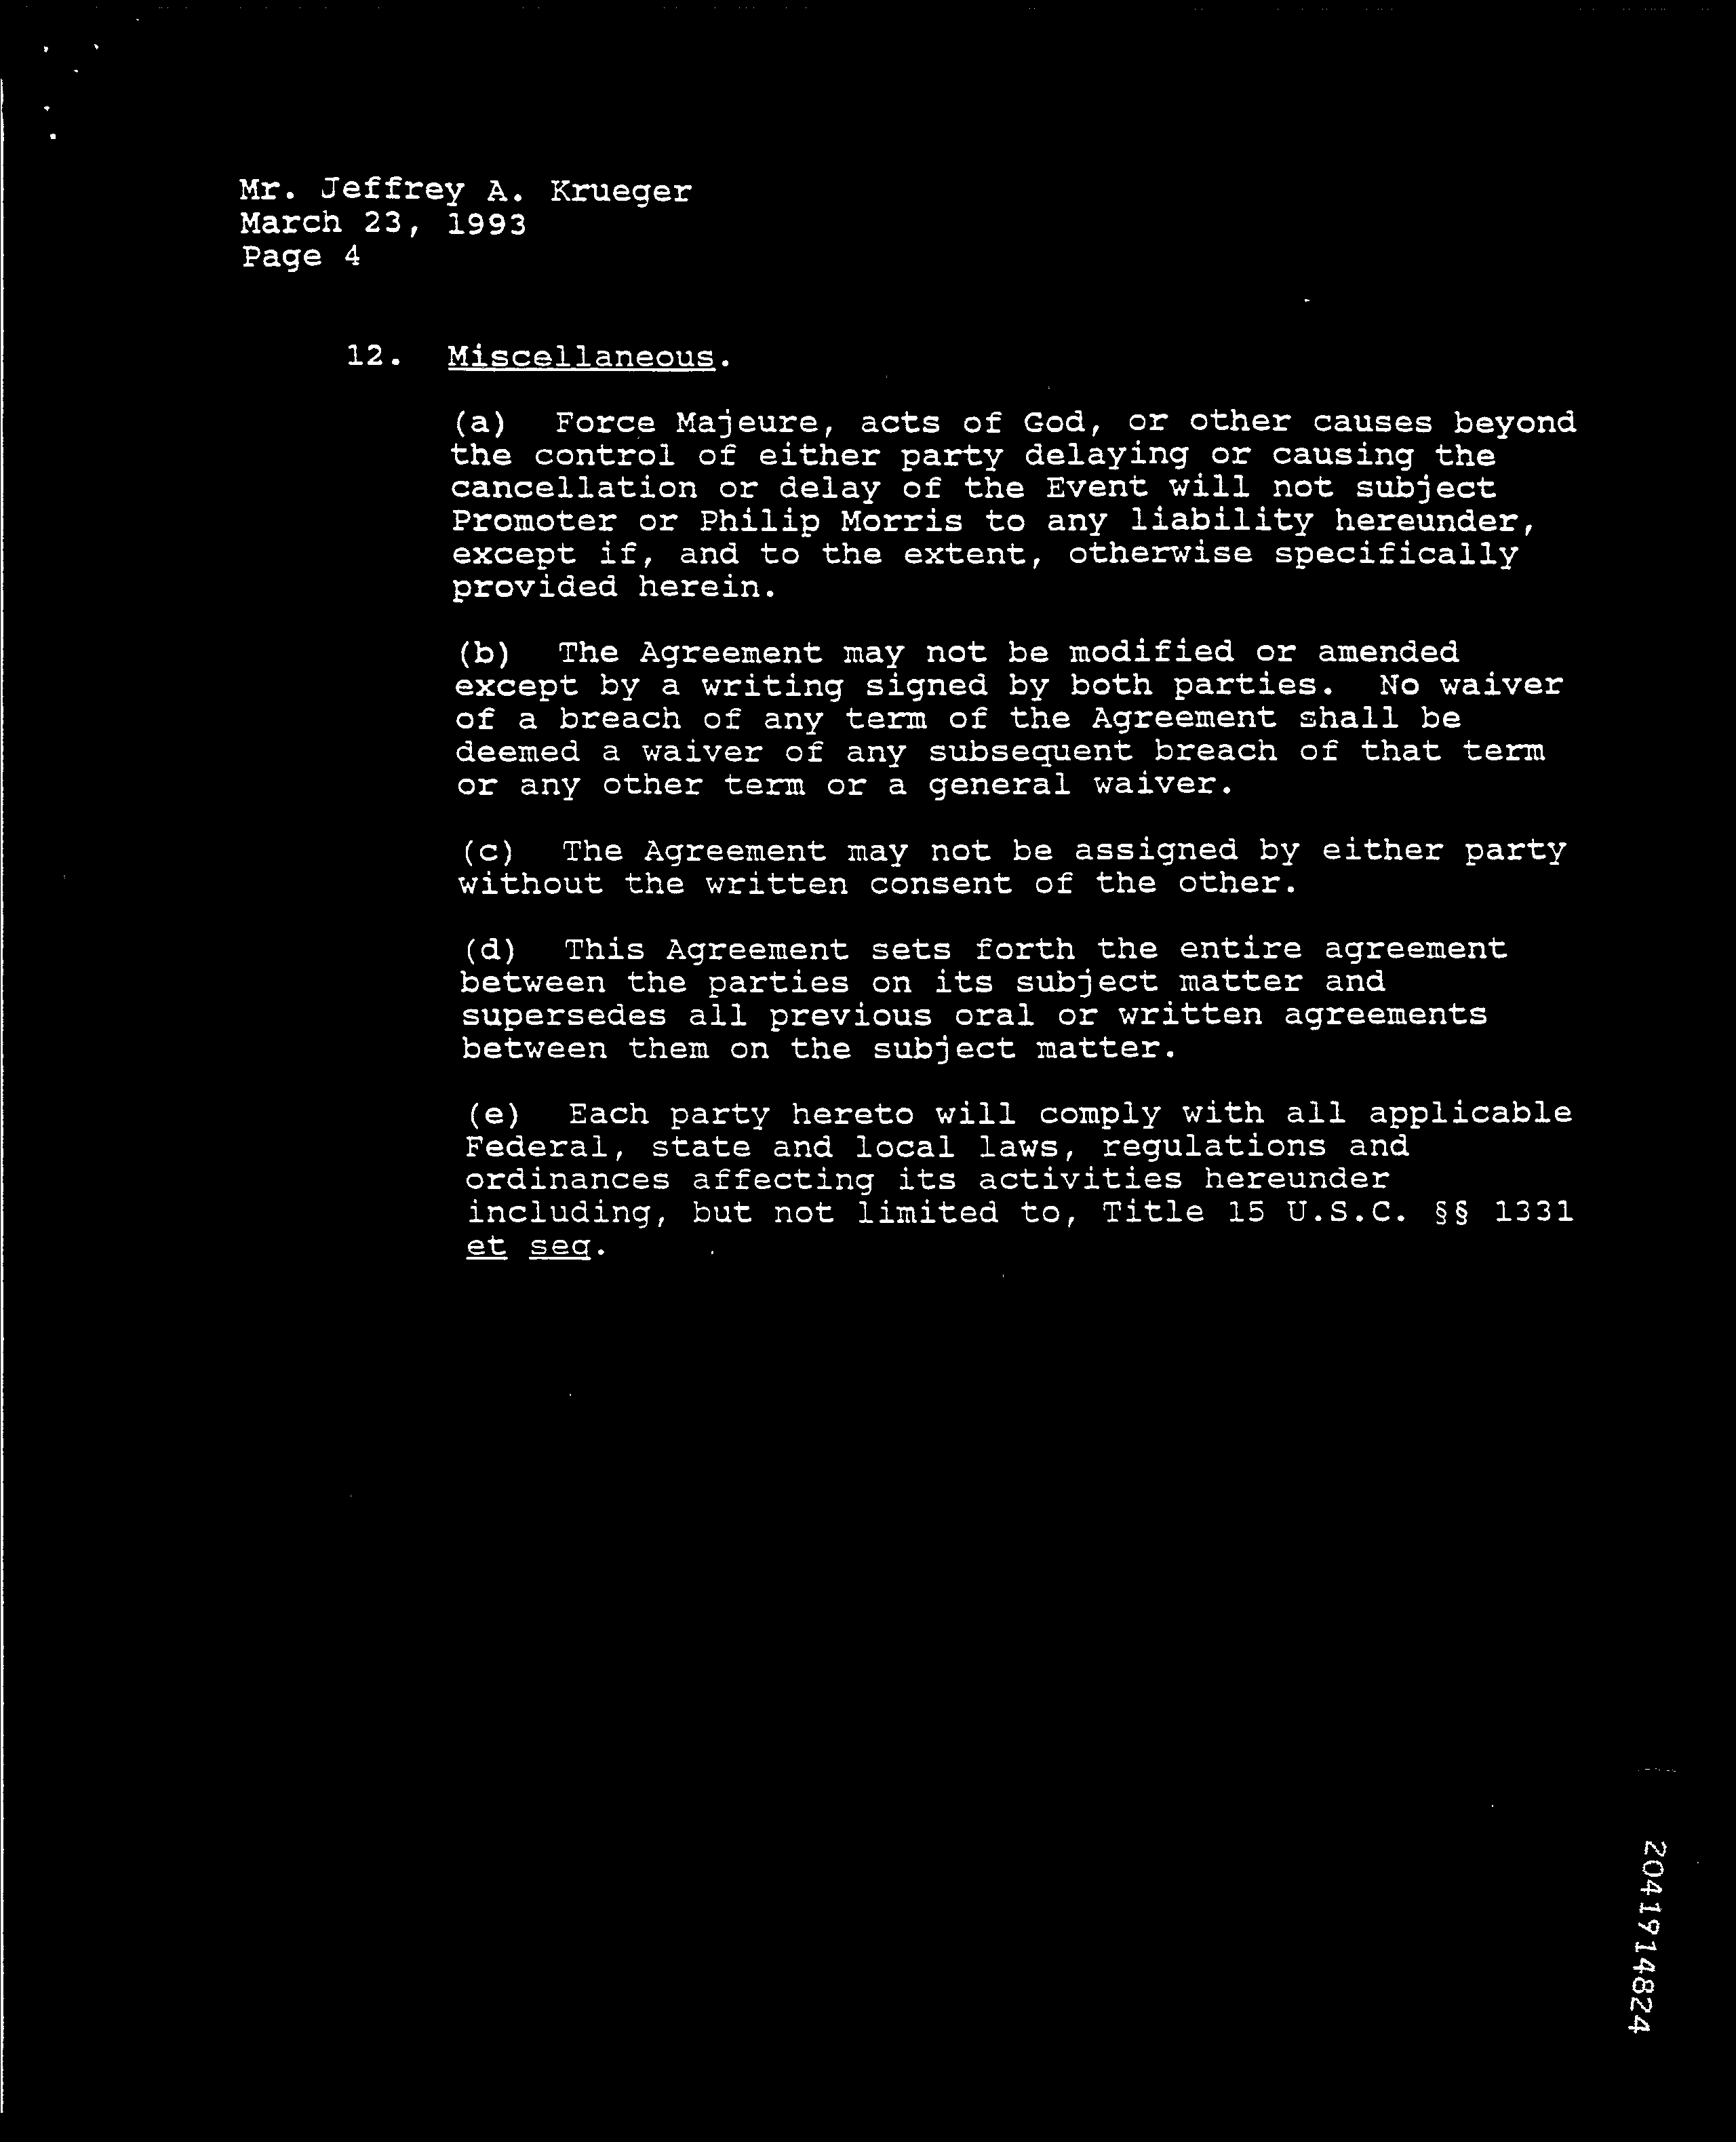 Mr. Jeffrey A. Krueger
March 23, 1993
Page 4
12. Miscellaneous.
(a) Force Majeure, acts of God, or other causes beyond
the control of either party delaying or causing the
cancellation or delay of the Event will not subject
Promoter or Philip Morris to any liability hereunder,
except if, and to the extent, otherwise specifically
provided herein.
(b) The Agreement may not be modified or amended
except by a writing signed by both parties. No waiver
of a breach of any term of the Agreement shall be
deemed a waiver of any subsequent breach of that term
or any other term or a general waiver.
(c) The Agreement may not be assigned by either party
without the written consent of the other.
(d) This Agreement sets forth the entire agreement
between the parties on its subject matter and
supersedes all previous oral or written agreements
between them on the subject matter.
(e) Each party hereto will comply with all applicable
Federal, state and local laws, regulations and
ordinances affecting its activities hereunder
including, but not limited to, Title 15 U.S.C. §§ 1331
et seq.
2041914824